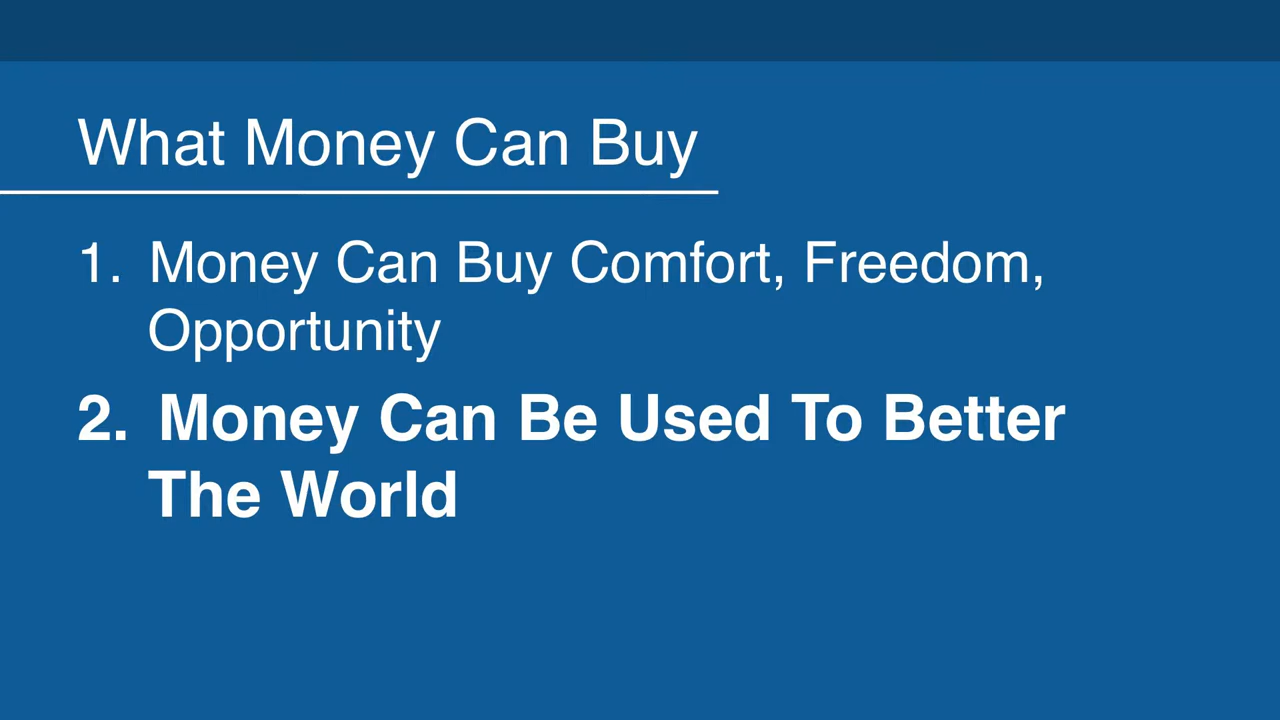 What Money Can Buy
1. Money Can Buy Comfort, Freedom,
Opportunity
2. Money Can Be Used To Better
The World